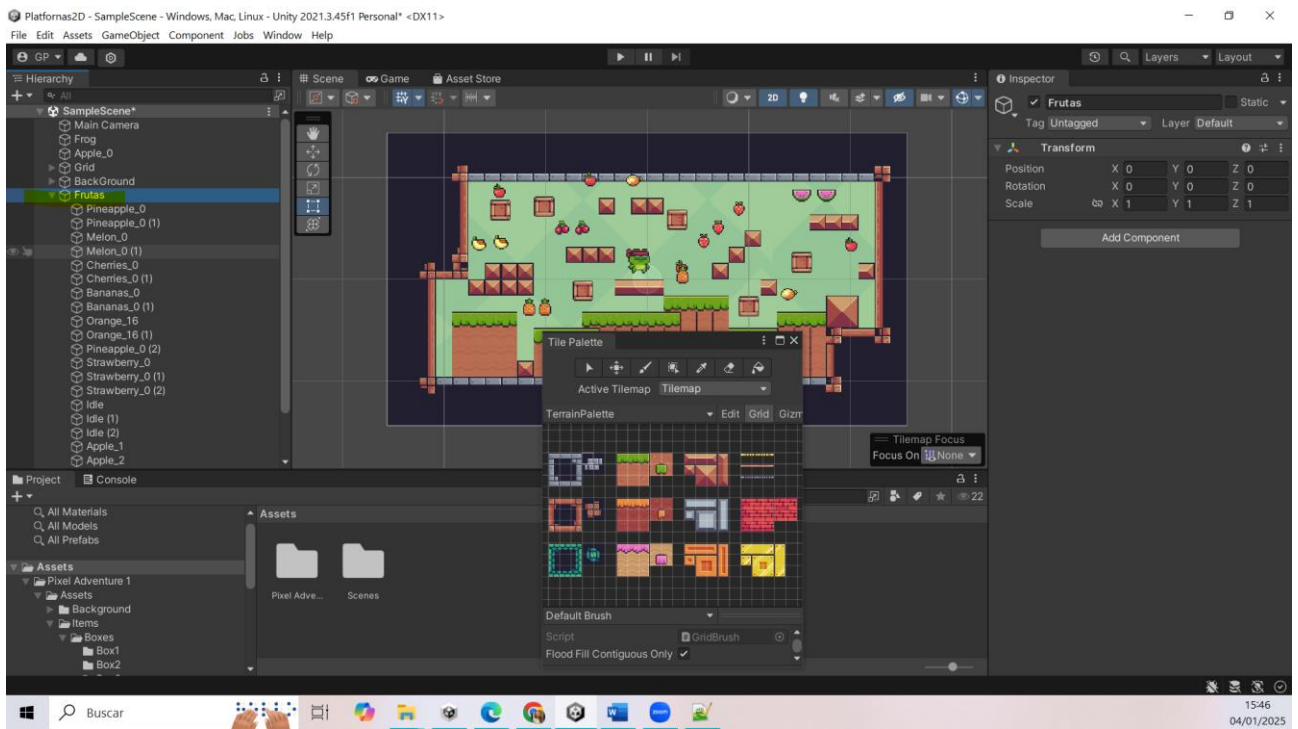 Platfornas2D - SampleScene - Windows, Mac, Linux - Unity 2021.3.45f1 Personal* <DX11>
File Edit Assets GameObject Component Jobs Window Help
GP
Layers
Layout
Hierarchy
All
SampleScene*
Main Camera
Frog
Apple_0
Grid
BackGround
Frutas
Pineapple_0
Pineapple_0 (1)
Melon_0
Melon_0 (1)
Cherries_0
Cherries_0 (1)
Bananas_0
Bananas_0 (1)
Orange_16
Orange_16 (1)
Pineapple_0 (2)
Strawberry_0
Strawberry_0 (1)
Strawberry_0 (2)
Idle
Idle (1)
Idle (2)
Apple_1
Apple_2
Scene Game Asset Store
2D
Tilemap Focus
Focus On None
Tile Palette
Active Tilemap Tilemap
TerrainPalette Edit Grid Gizm
Default Brush
Script GridBrush
Flood Fill Contiguous Only
Inspector
Frutas Static
Tag Untagged Layer Default
Transform
Position X 0 Y 0 Z 0
Rotation X 0 Y 0 Z 0
Scale X 1 Y 1 Z 1
Add Component
Project Console
22
All Materials
All Models
All Prefabs
Assets
Pixel Adventure 1
Assets
Background
Items
Boxes
Box1
Box2
Assets
Pixel Adve... Scenes
Buscar
15:46
04/01/2025